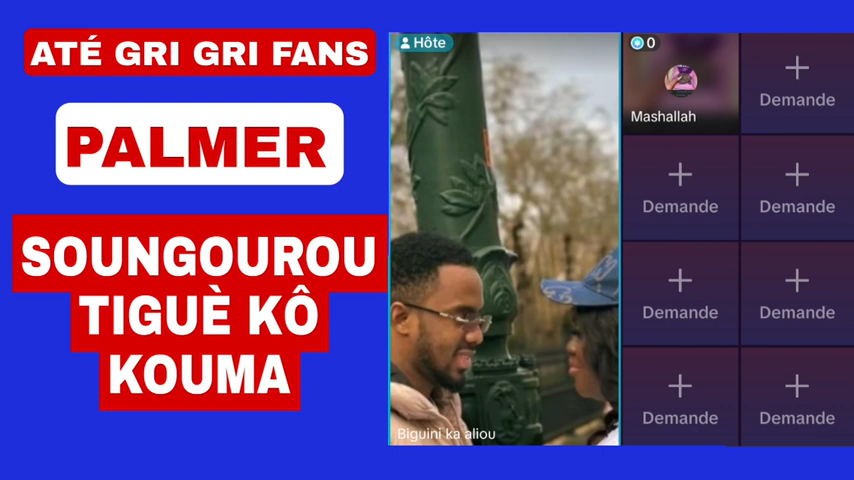 ATÉ GRI GRI FANS
PALMER
SOUNGOUROU
TIGUÈ KÔ
KOUMA
Hôte
Biguini ka aliou
0
Mashallah
Demande
Demande
Demande
Demande
Demande
Demande
Demande